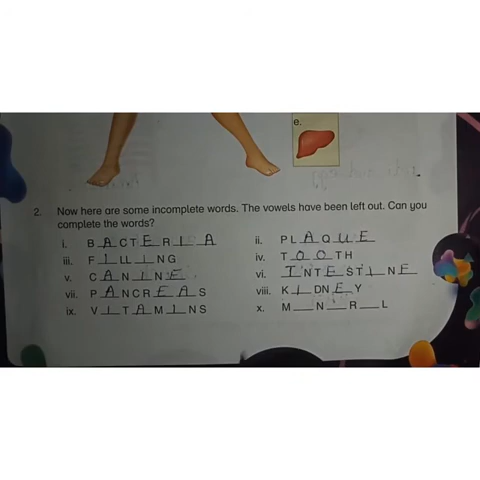 e.
2. Now here are some incomplete words. The vowels have been left out. Can you
complete the words?
i. BACTERIA ii. PLAQUE
iii. FILLING iv. TOOTH
v. CANINE vi. INTESTINE
vii. PANCREAS viii. KIDNEY
ix. VITAMINS x. M__N__R__L